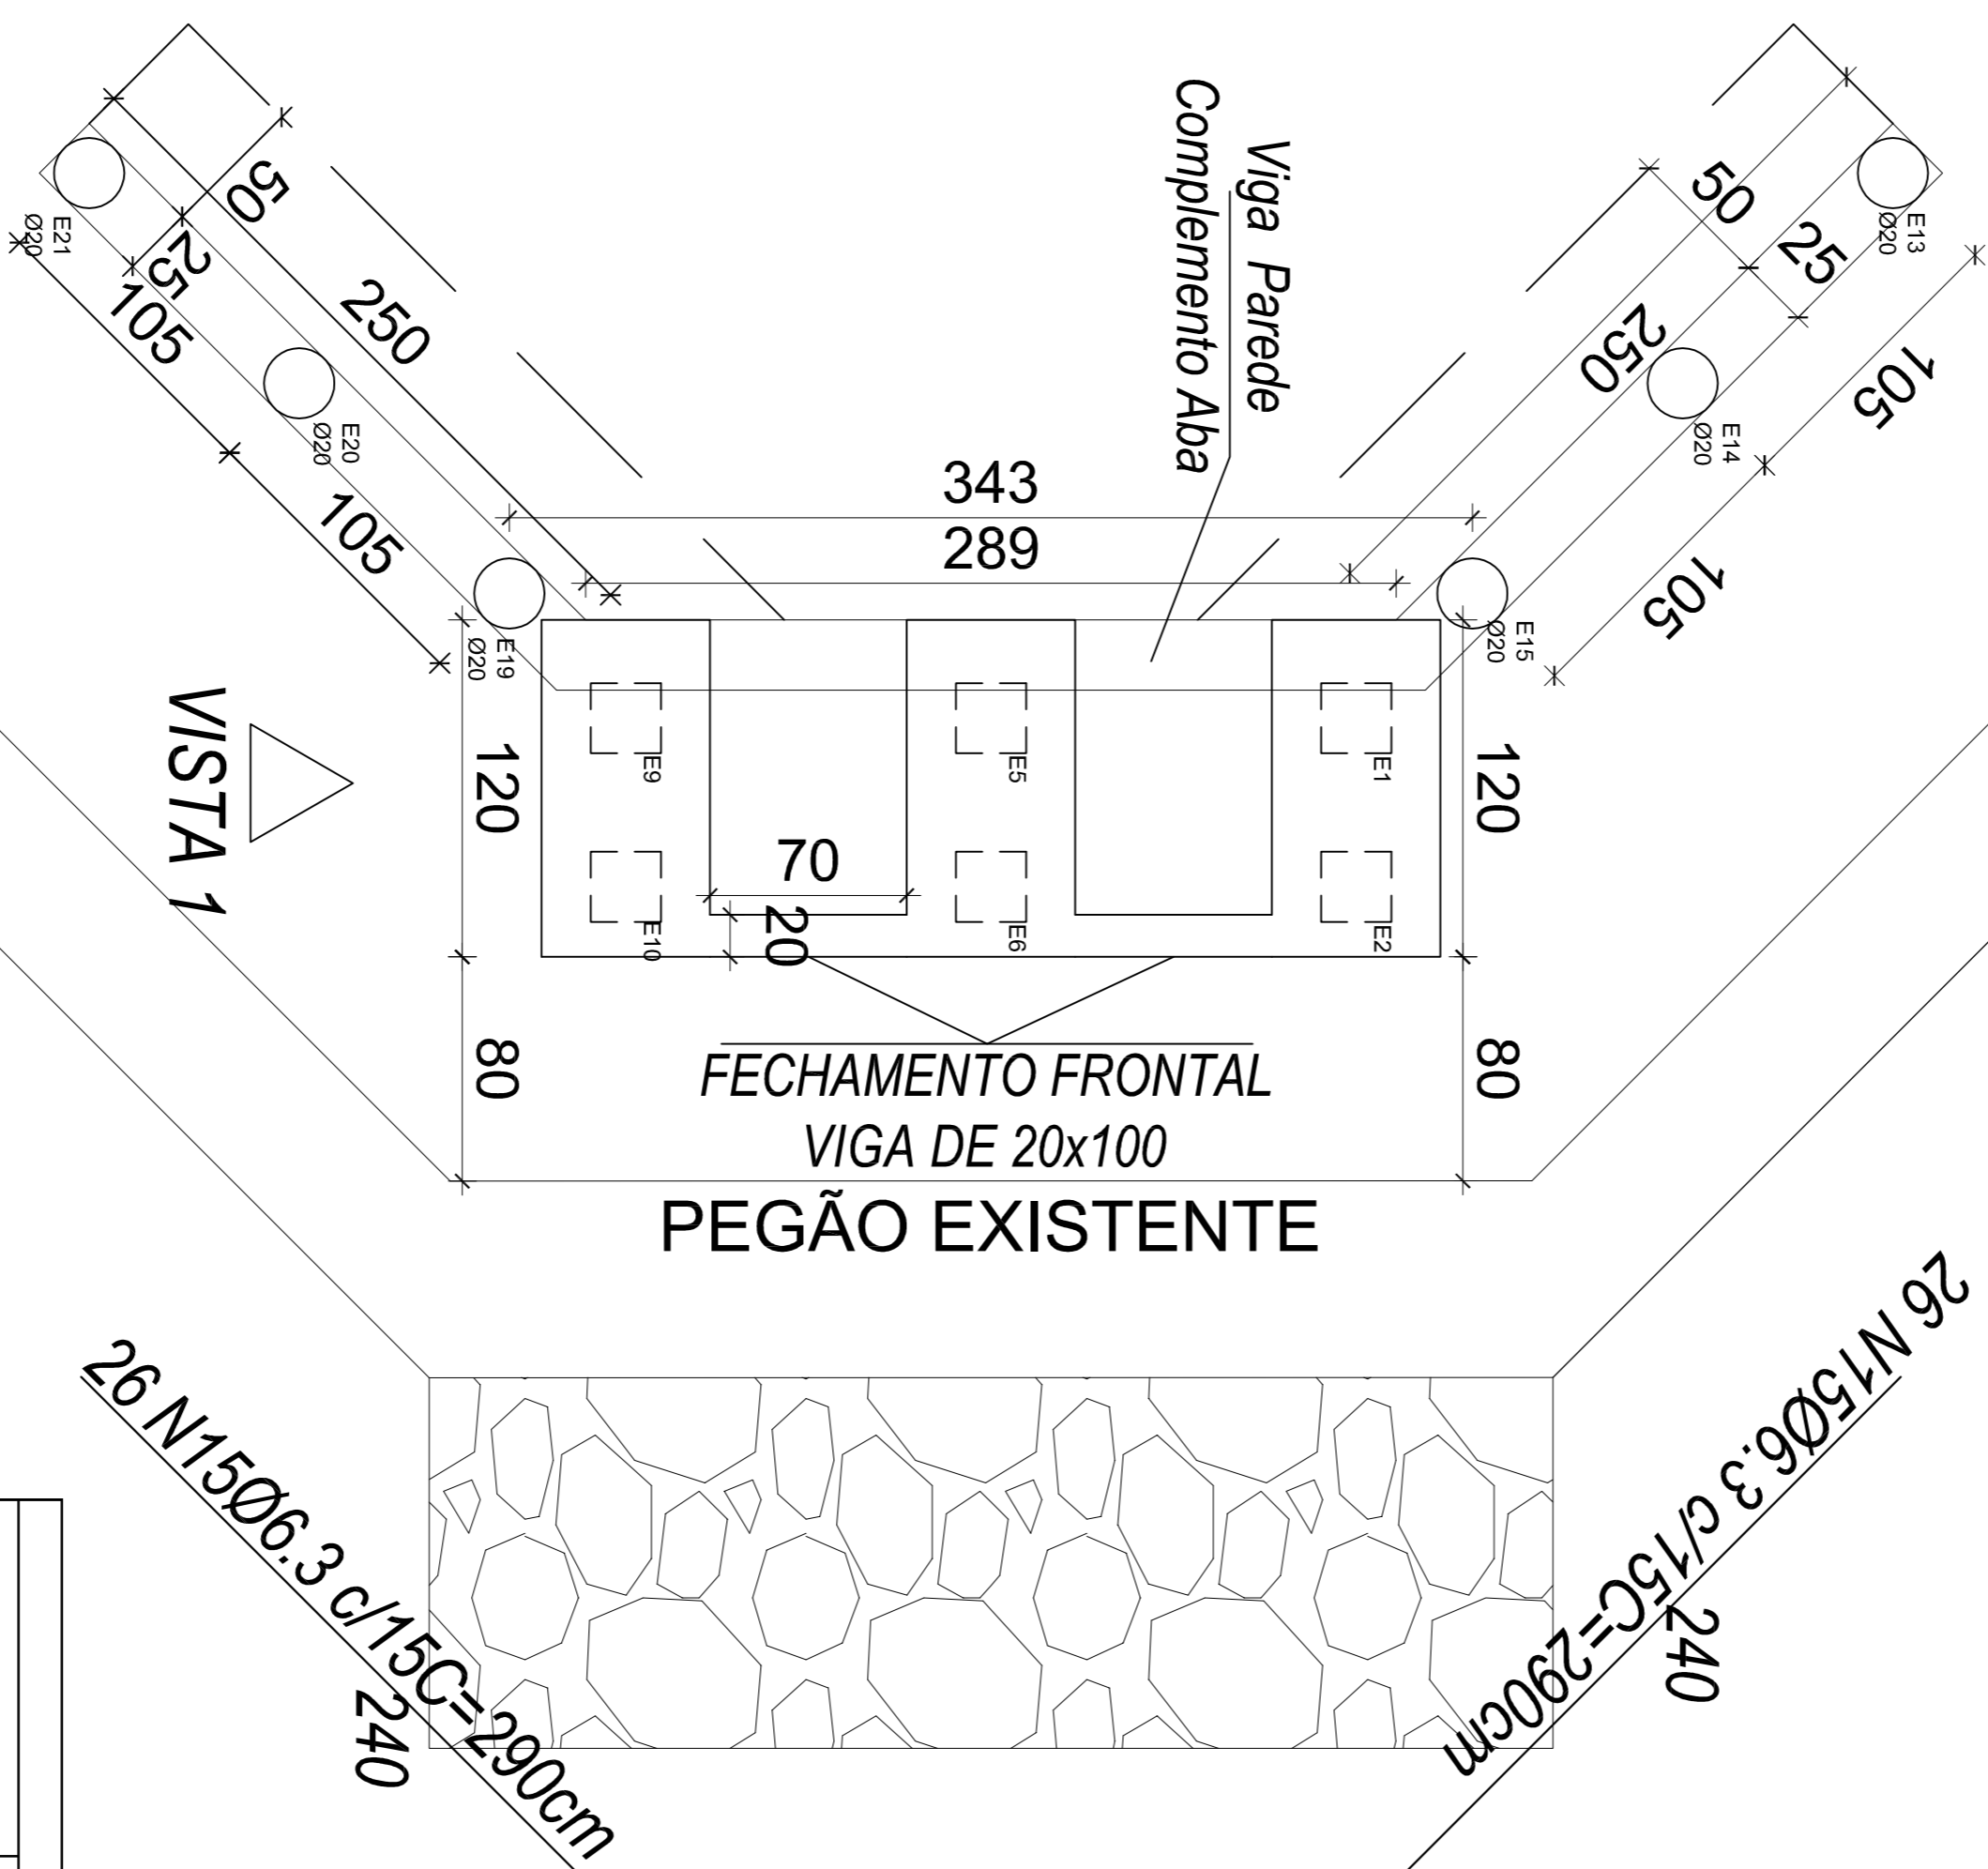 50
25
105
250
105
E21
Ø20
E20
Ø20
E19
Ø20
Viga Parede
Complemento Aba
343
289
50
25
250
105
105
E13
Ø20
E14
Ø20
E15
Ø20
VISTA 1
120
80
E9
E5
E1
E10
E6
E2
70
20
120
80
FECHAMENTO FRONTAL
VIGA DE 20x100
PEGÃO EXISTENTE
26 N15Ø6.3 c/15C=290cm
240
26 N15Ø6.3 c/15C=290cm
240